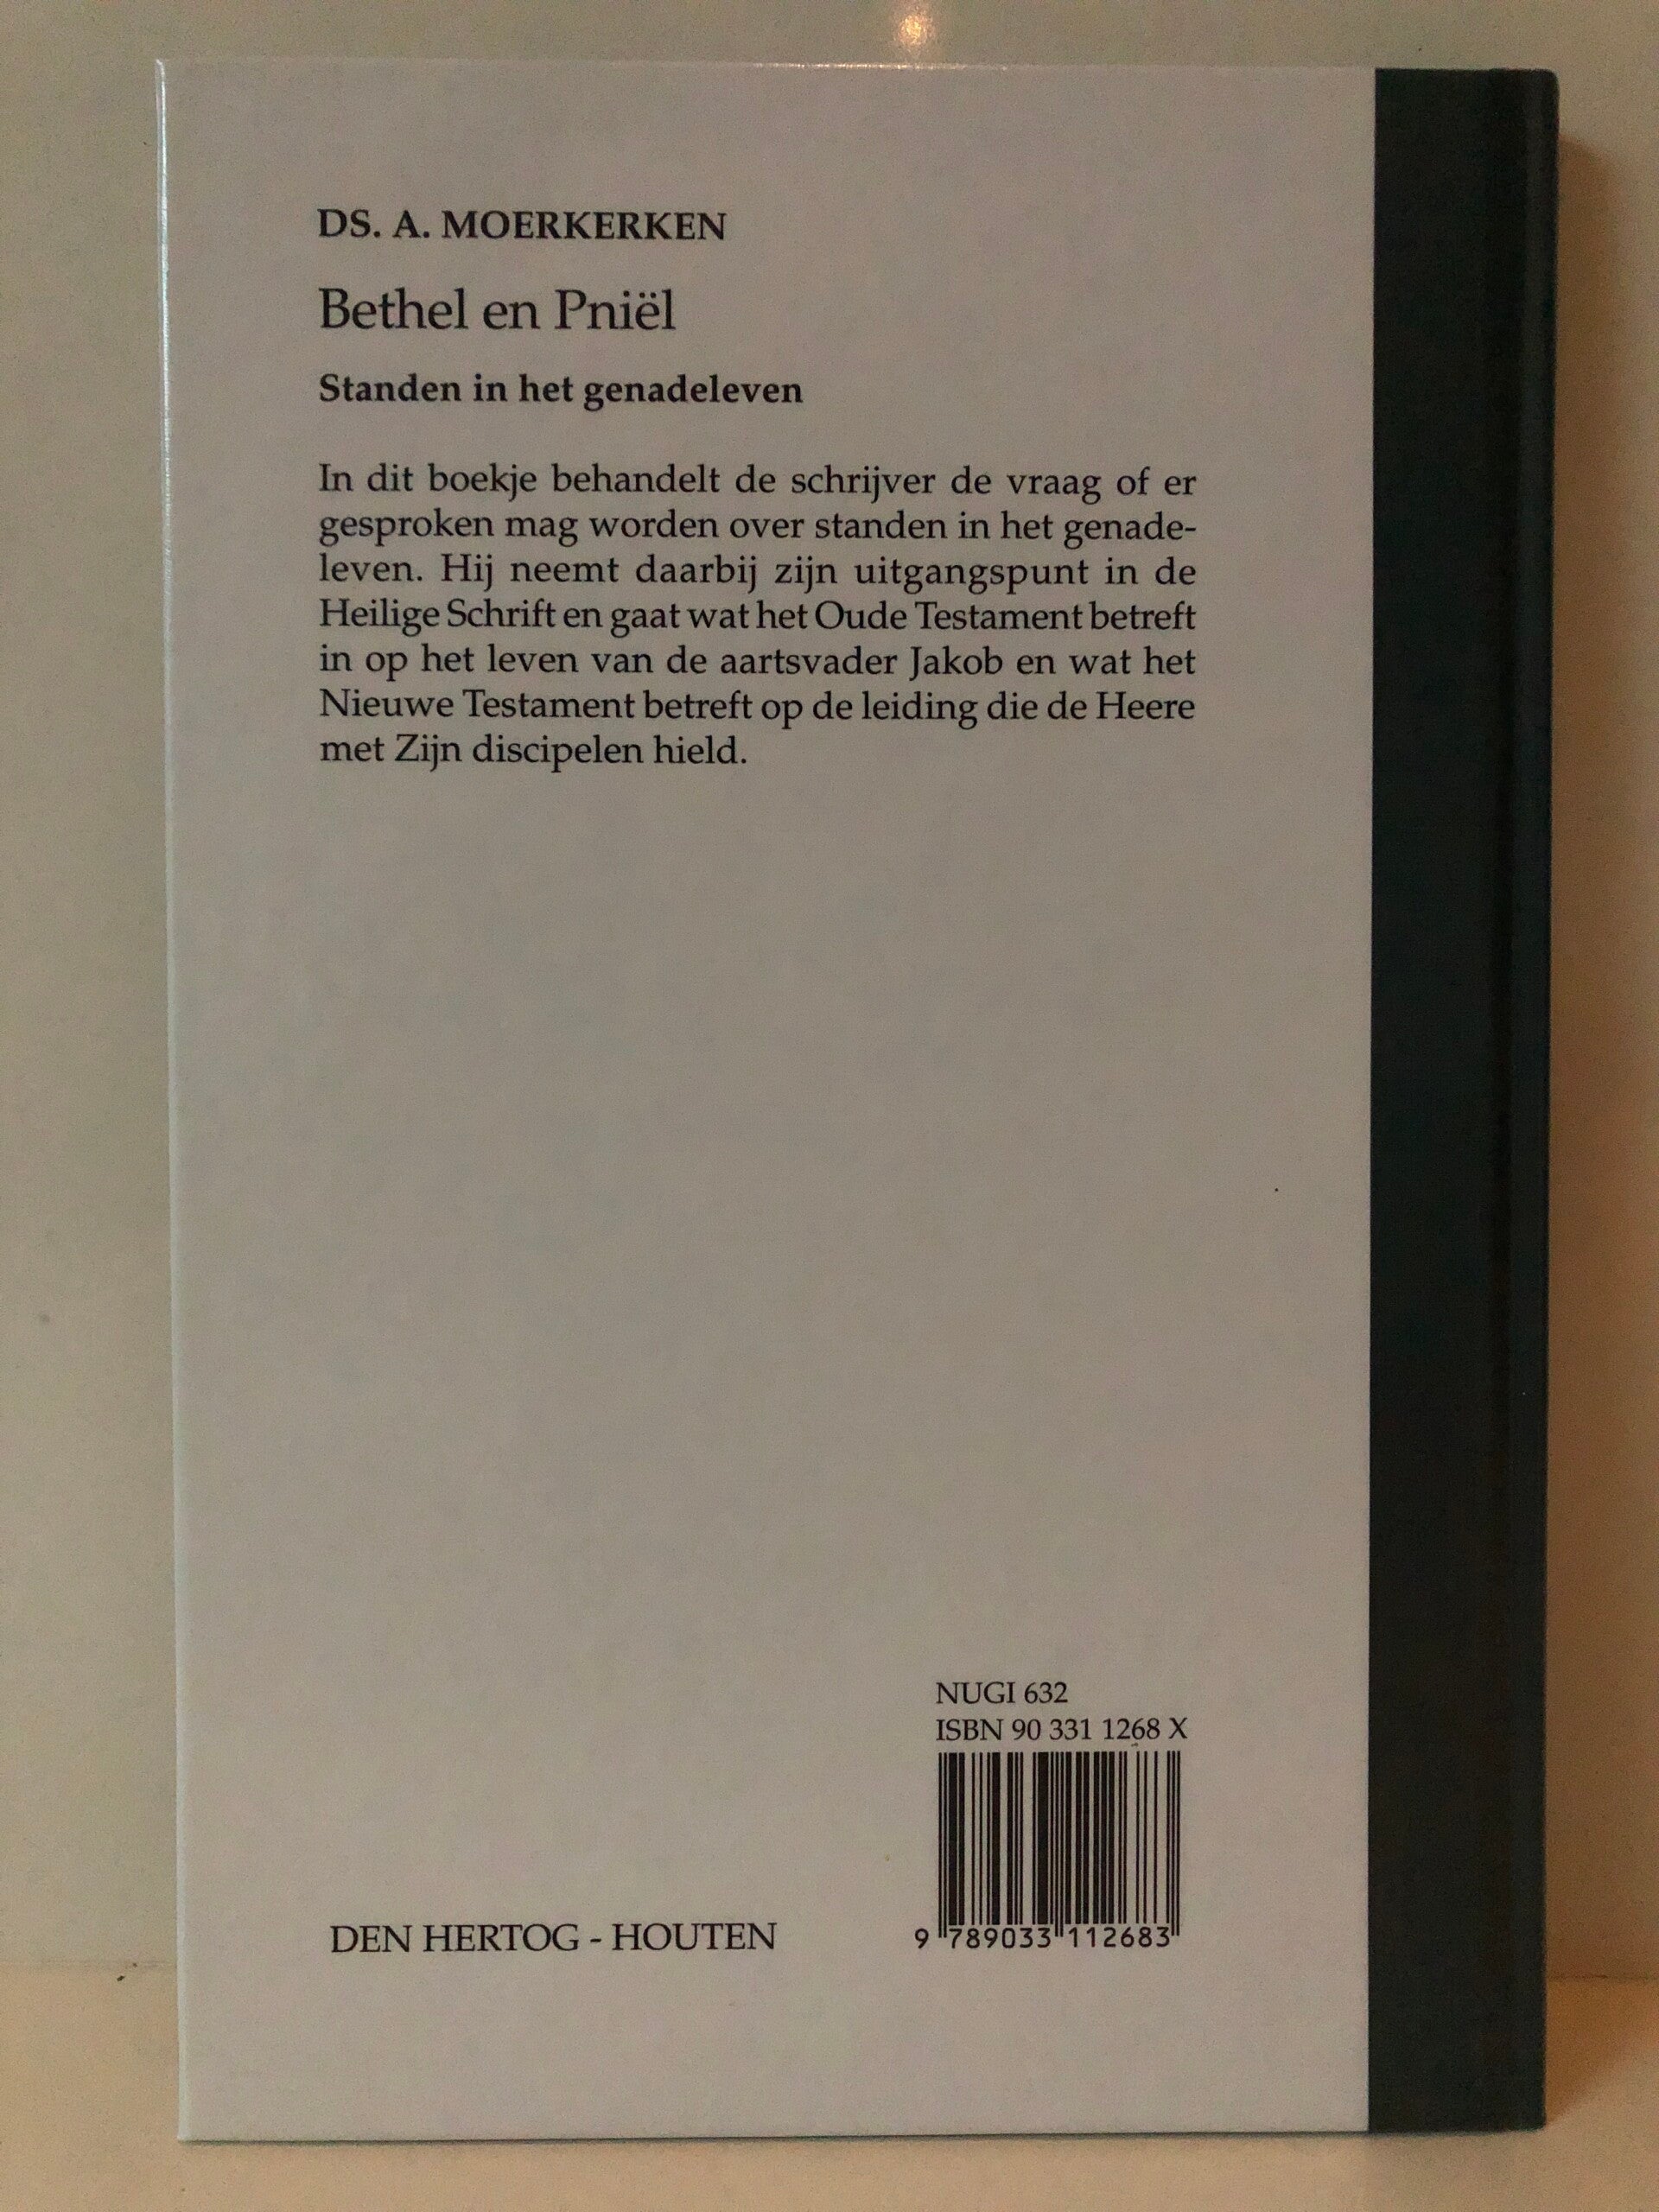 DS. A. MOERKERKEN
Bethel en Pniël
Standen in het genadeleven
In dit boekje behandelt de schrijver de vraag of er
gesproken mag worden over standen in het genade-
leven. Hij neemt daarbij zijn uitgangspunt in de
Heilige Schrift en gaat wat het Oude Testament betreft
in op het leven van de aartsvader Jakob en wat het
Nieuwe Testament betreft op de leiding die de Heere
met Zijn discipelen hield.
NUGI 632
ISBN 90 331 1268 X
9 789033 112683
DEN HERTOG - HOUTEN